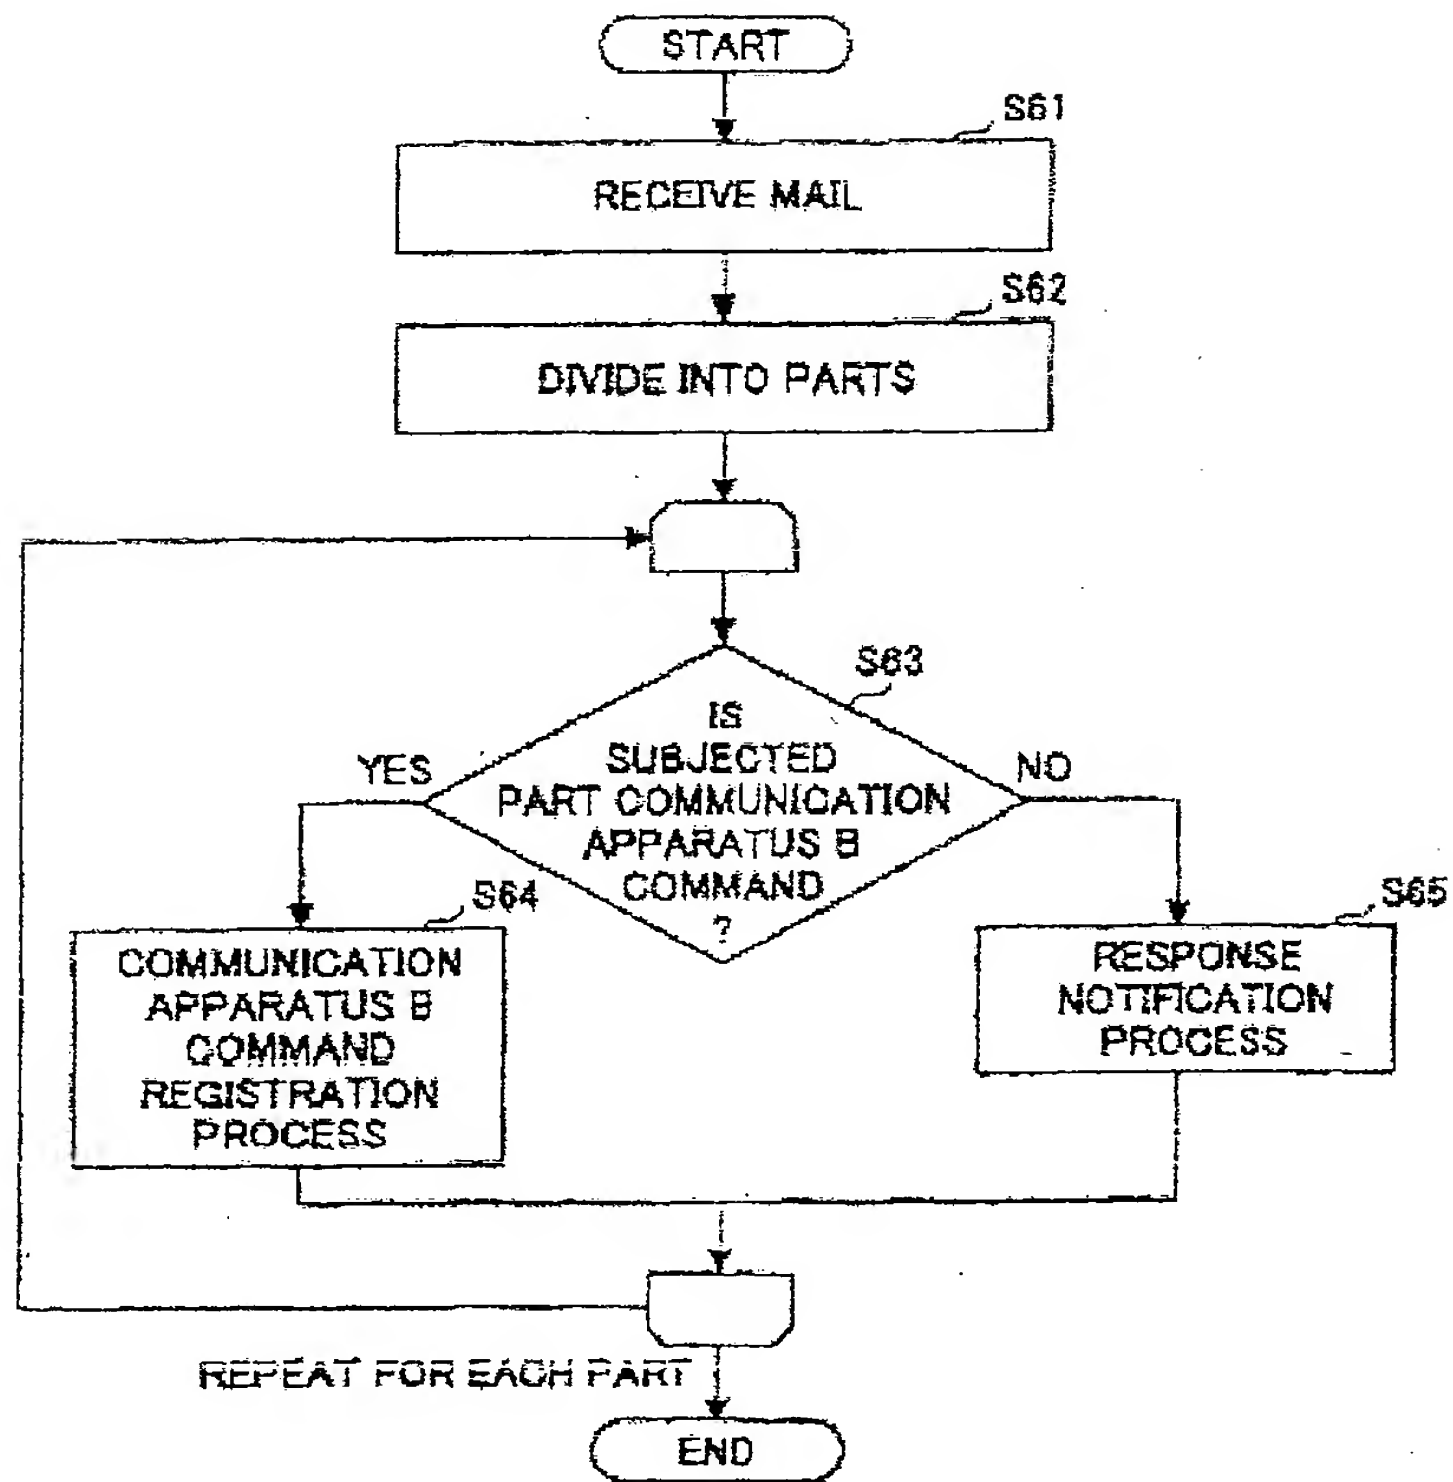 START
S61
RECEIVE MAIL
S62
DIVIDE INTO PARTS
S63
IS
SUBJECTED
PART COMMUNICATION
APPARATUS B
COMMAND
?
YES
NO
S64
COMMUNICATION
APPARATUS B
COMMAND
REGISTRATION
PROCESS
S65
RESPONSE
NOTIFICATION
PROCESS
REPEAT FOR EACH PART
END